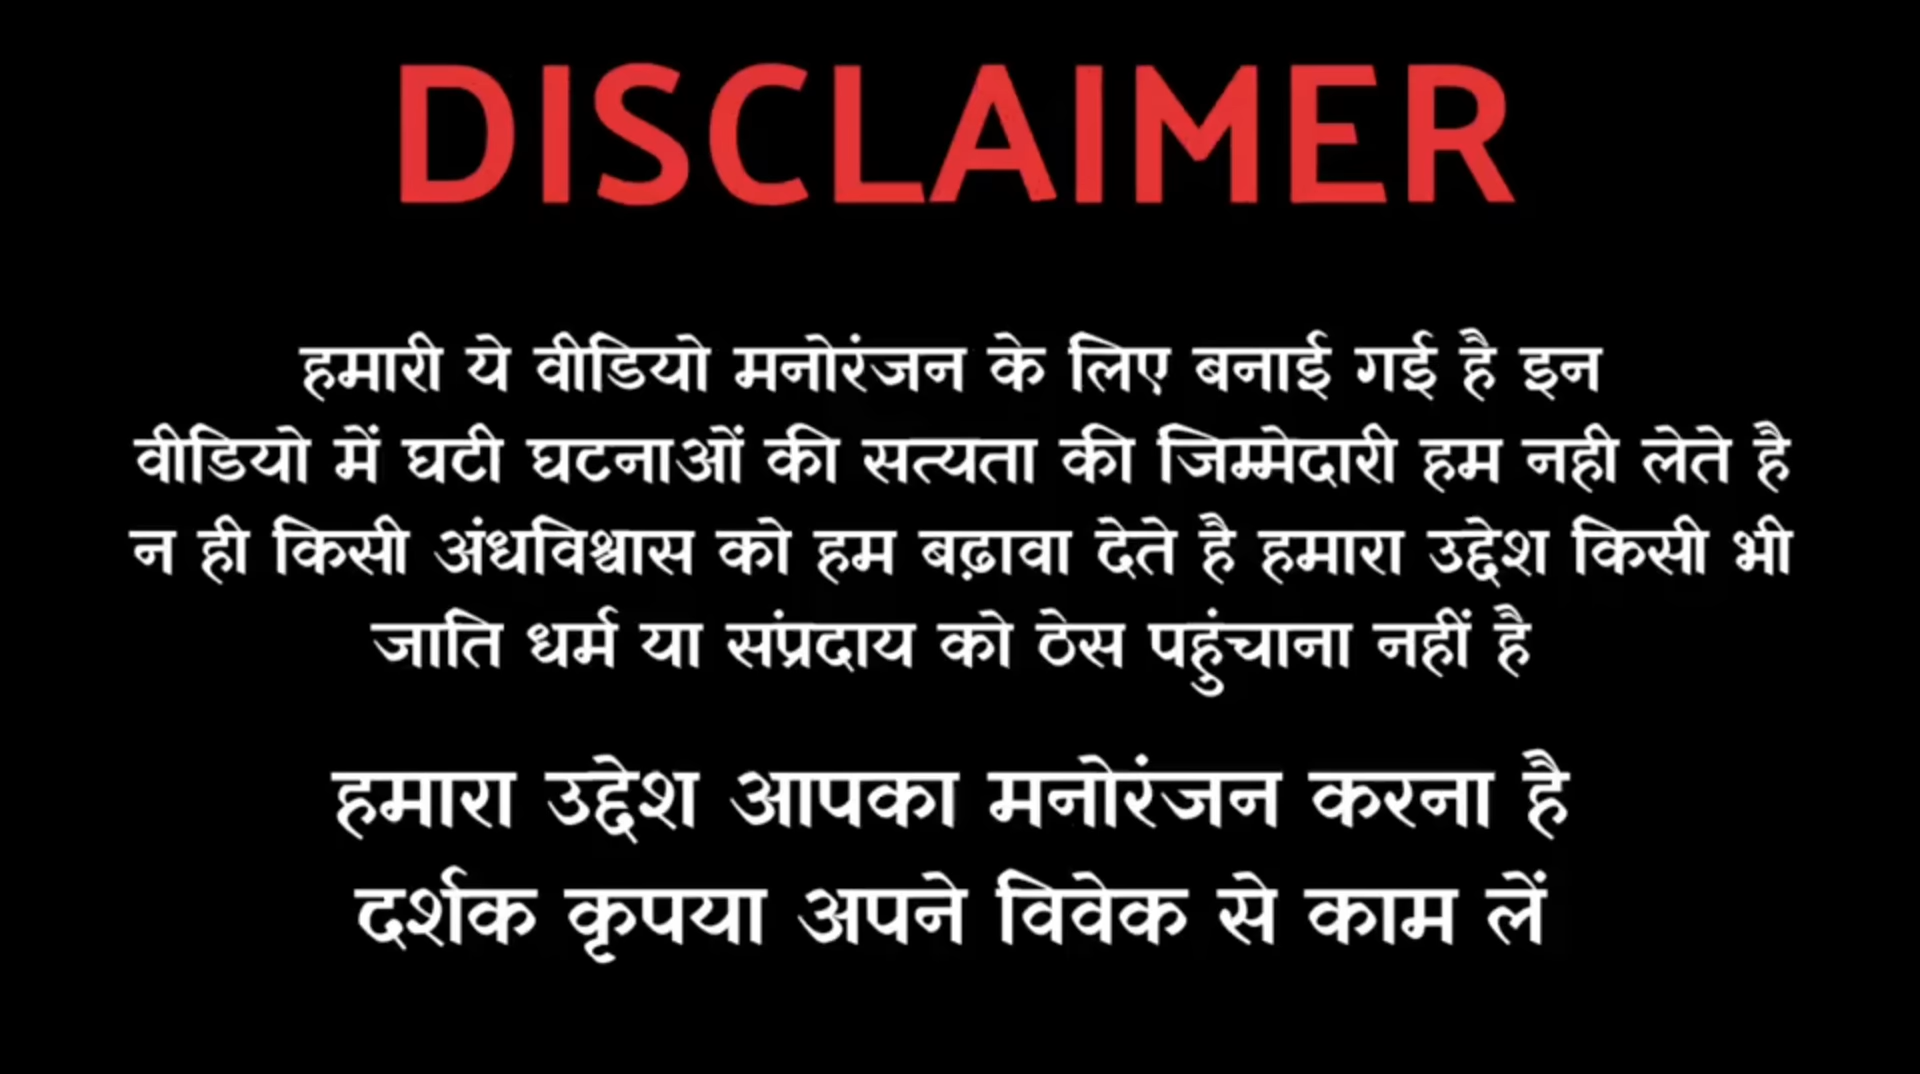 DISCLAIMER
हमारी ये वीडियो मनोरंजन के लिए बनाई गई है इन
वीडियो में घटी घटनाओं की सत्यता की जिम्मेदारी हम नही लेते है
न ही किसी अंधविश्वास को हम बढ़ावा देते है हमारा उद्देश किसी भी
जाति धर्म या संप्रदाय को ठेस पहुंचाना नहीं है
हमारा उद्देश आपका मनोरंजन करना है
दर्शक कृपया अपने विवेक से काम लें